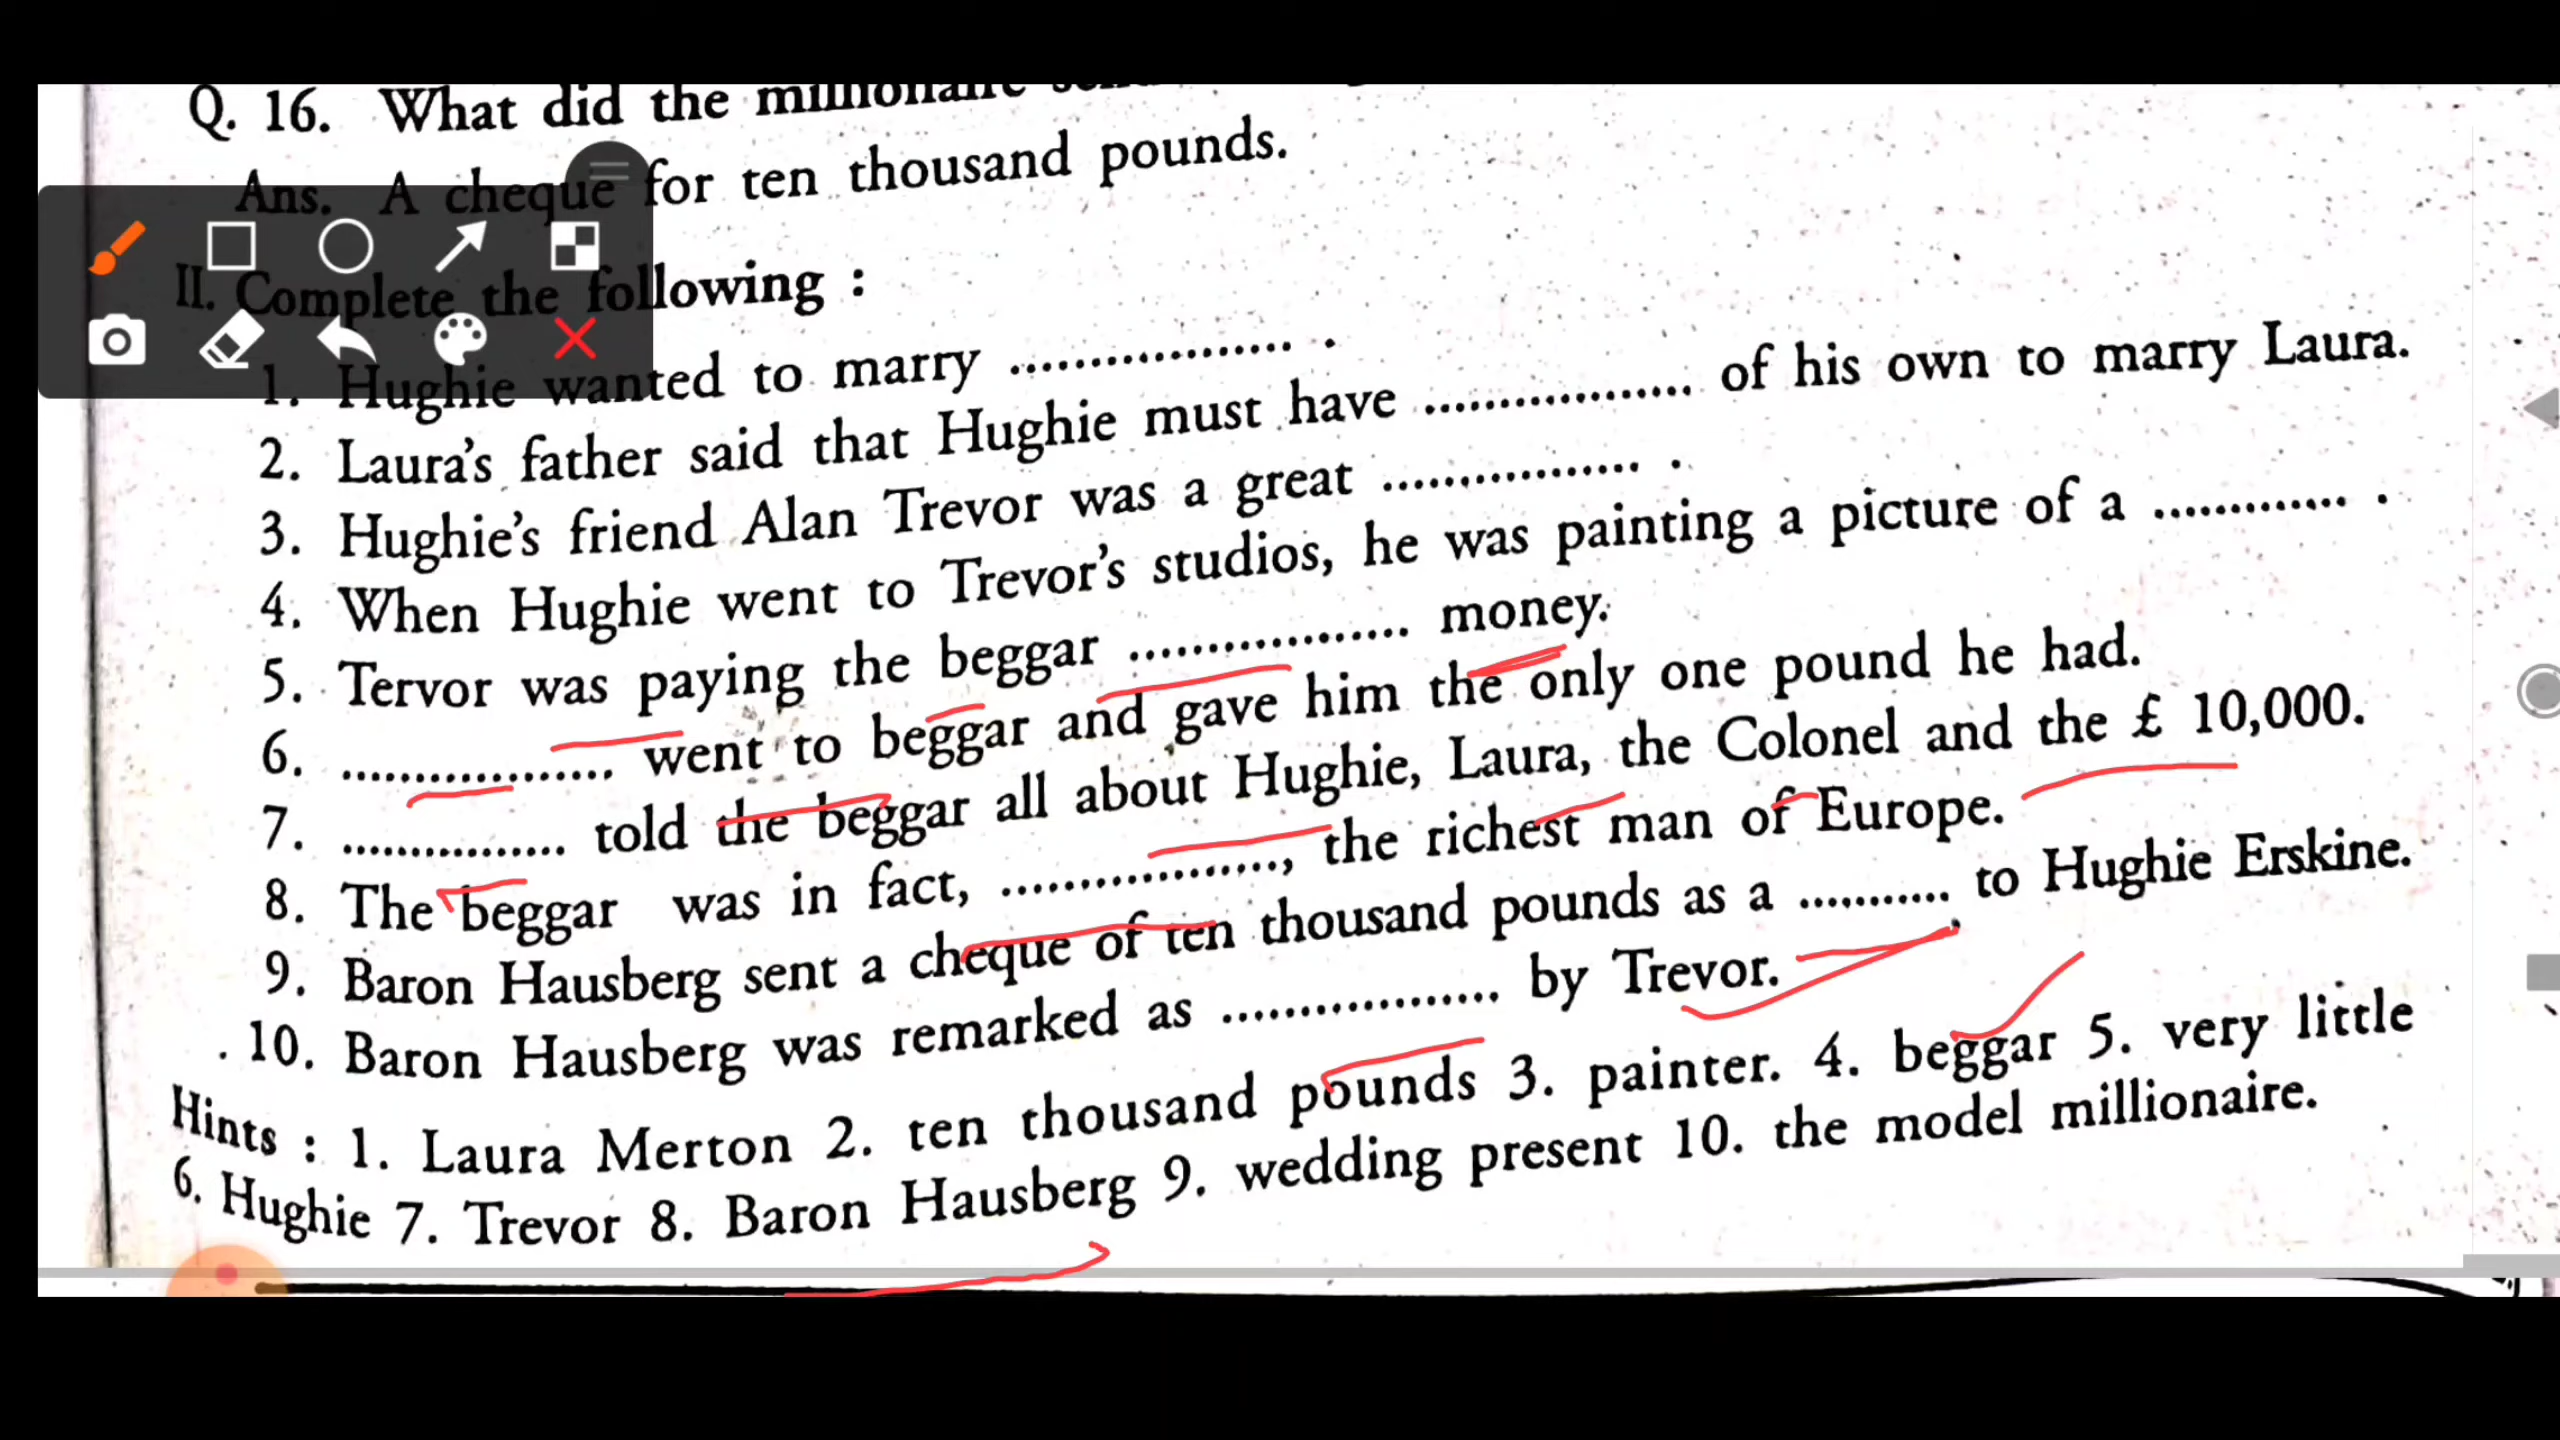 Q. 16. What did the millionaire
Ans. A cheque for ten thousand pounds.
II. Complete the following :
1. Hughie wanted to marry .................. .
2. Laura's father said that Hughie must have .................. of his own to marry Laura.
3. Hughie's friend Alan Trevor was a great ................. .
4. When Hughie went to Trevor's studios, he was painting a picture of a ............. .
5. Tervor was paying the beggar .................. money.
6. ................... went to beggar and gave him the only one pound he had.
7. ................ told the beggar all about Hughie, Laura, the Colonel and the £ 10,000.
8. The beggar was in fact, .................., the richest man of Europe.
9. Baron Hausberg sent a cheque of ten thousand pounds as a ........... to Hughie Erskine.
10. Baron Hausberg was remarked as .................. by Trevor.
Hints : 1. Laura Merton 2. ten thousand pounds 3. painter. 4. beggar 5. very little
6. Hughie 7. Trevor 8. Baron Hausberg 9. wedding present 10. the model millionaire.